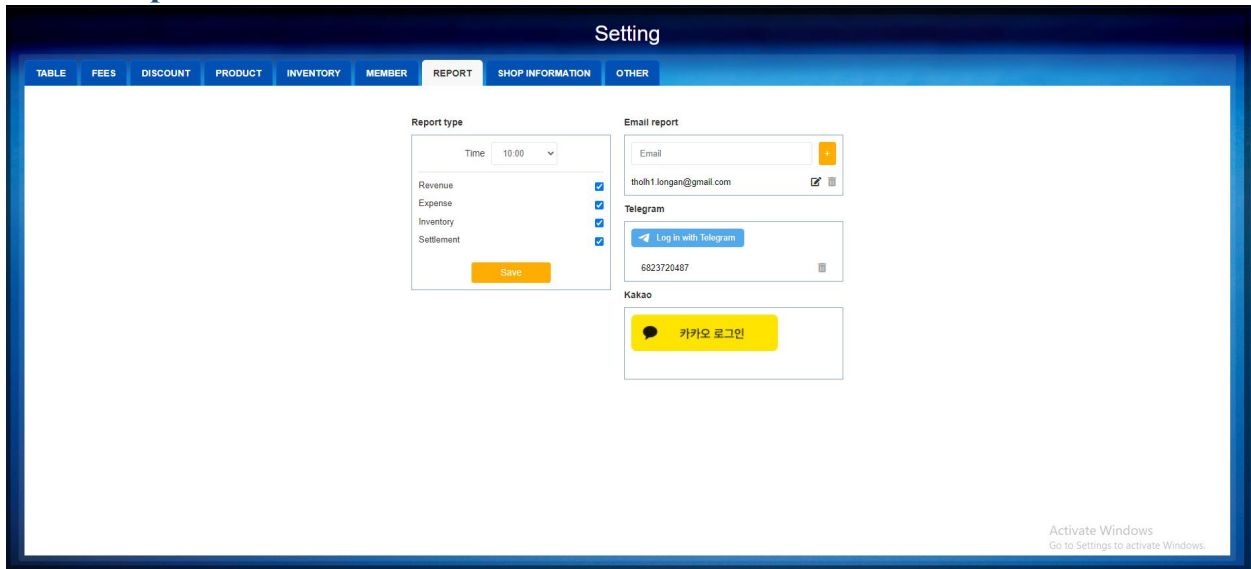 Setting
TABLE FEES DISCOUNT PRODUCT INVENTORY MEMBER REPORT SHOP INFORMATION OTHER
Report type
Time 10:00
Revenue
Expense
Inventory
Settlement
Save
Email report
Email +
tholh1.longan@gmail.com
Telegram
Log in with Telegram
6823720487
Kakao
카카오 로그인
Activate Windows
Go to Settings to activate Windows.